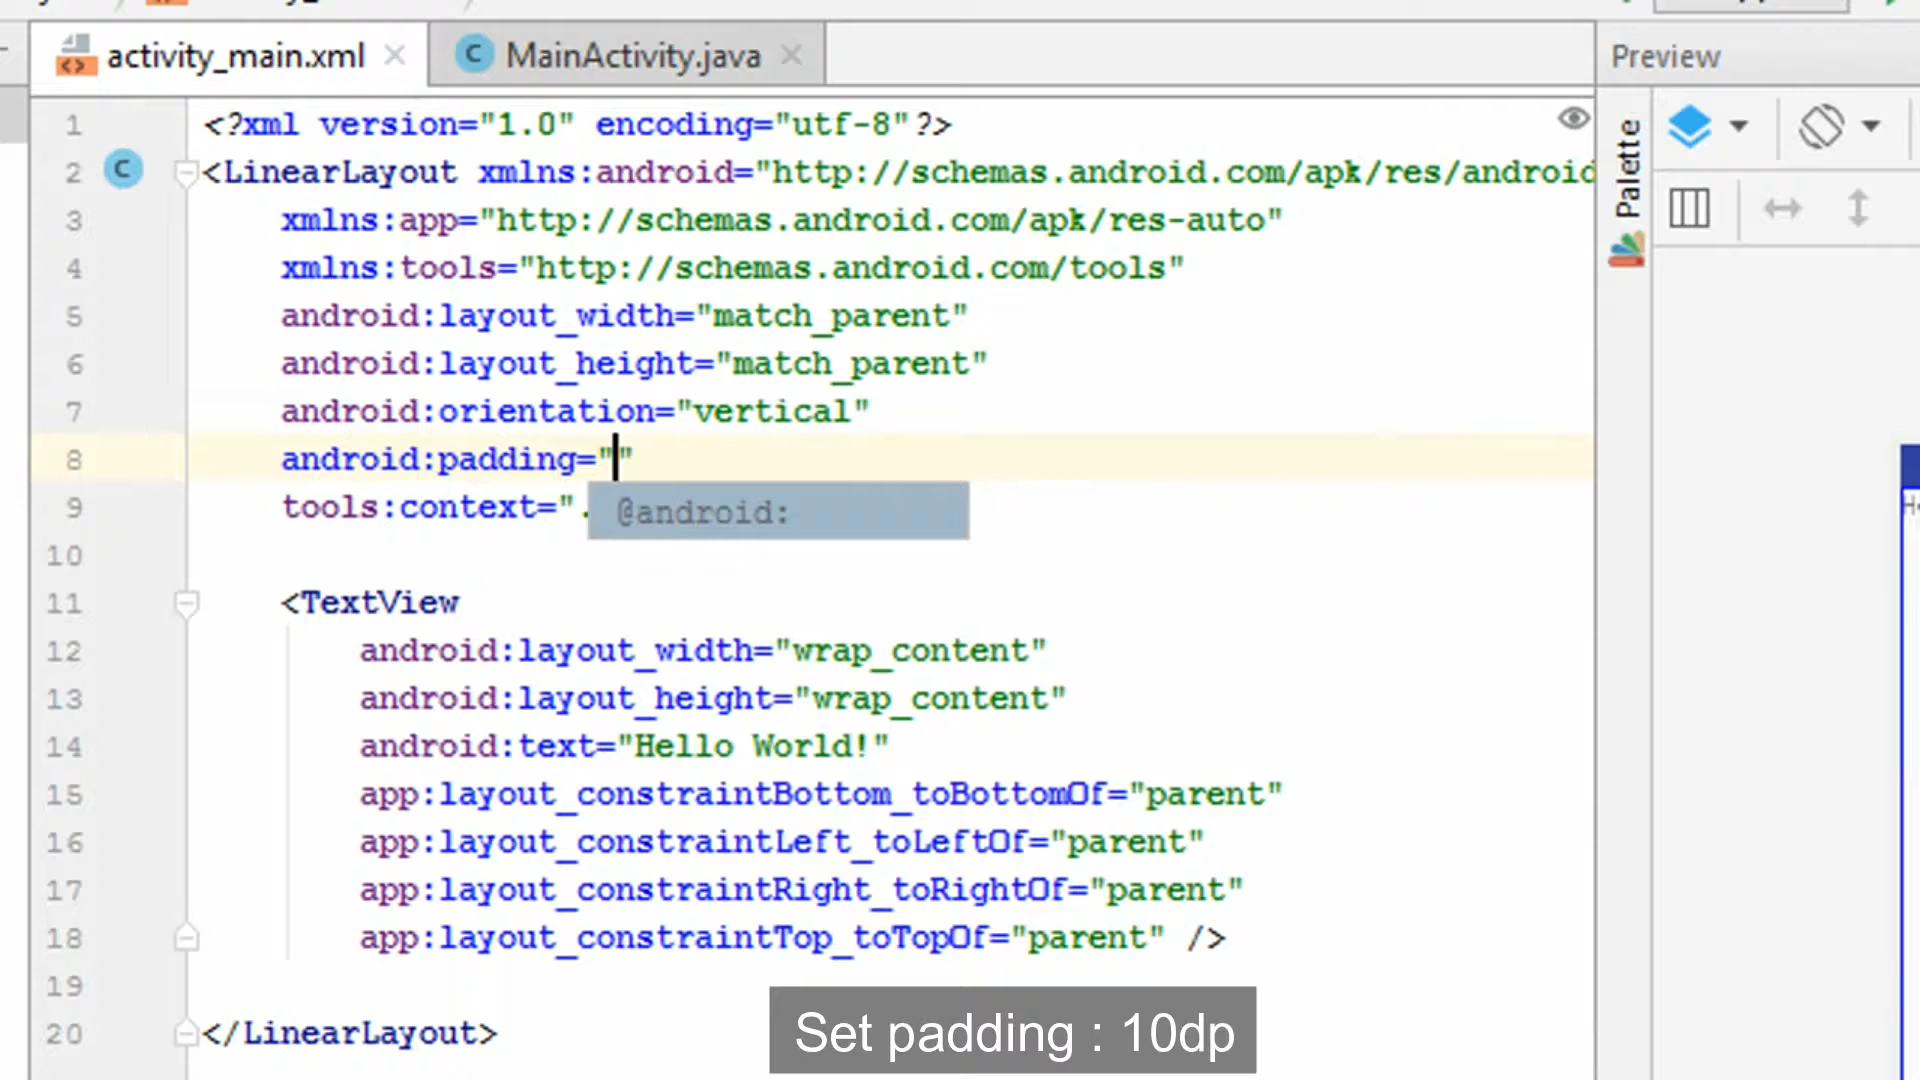 activity_main.xml
MainActivity.java
Preview
Palette
1 <?xml version="1.0" encoding="utf-8"?>
2 C <LinearLayout xmlns:android="http://schemas.android.com/apk/res/android
3 xmlns:app="http://schemas.android.com/apk/res-auto"
4 xmlns:tools="http://schemas.android.com/tools"
5 android:layout_width="match_parent"
6 android:layout_height="match_parent"
7 android:orientation="vertical"
8 android:padding=""
9 tools:context=".
@android:
10
11 <TextView
12 android:layout_width="wrap_content"
13 android:layout_height="wrap_content"
14 android:text="Hello World!"
15 app:layout_constraintBottom_toBottomOf="parent"
16 app:layout_constraintLeft_toLeftOf="parent"
17 app:layout_constraintRight_toRightOf="parent"
18 app:layout_constraintTop_toTopOf="parent" />
19
20 </LinearLayout>
Set padding : 10dp